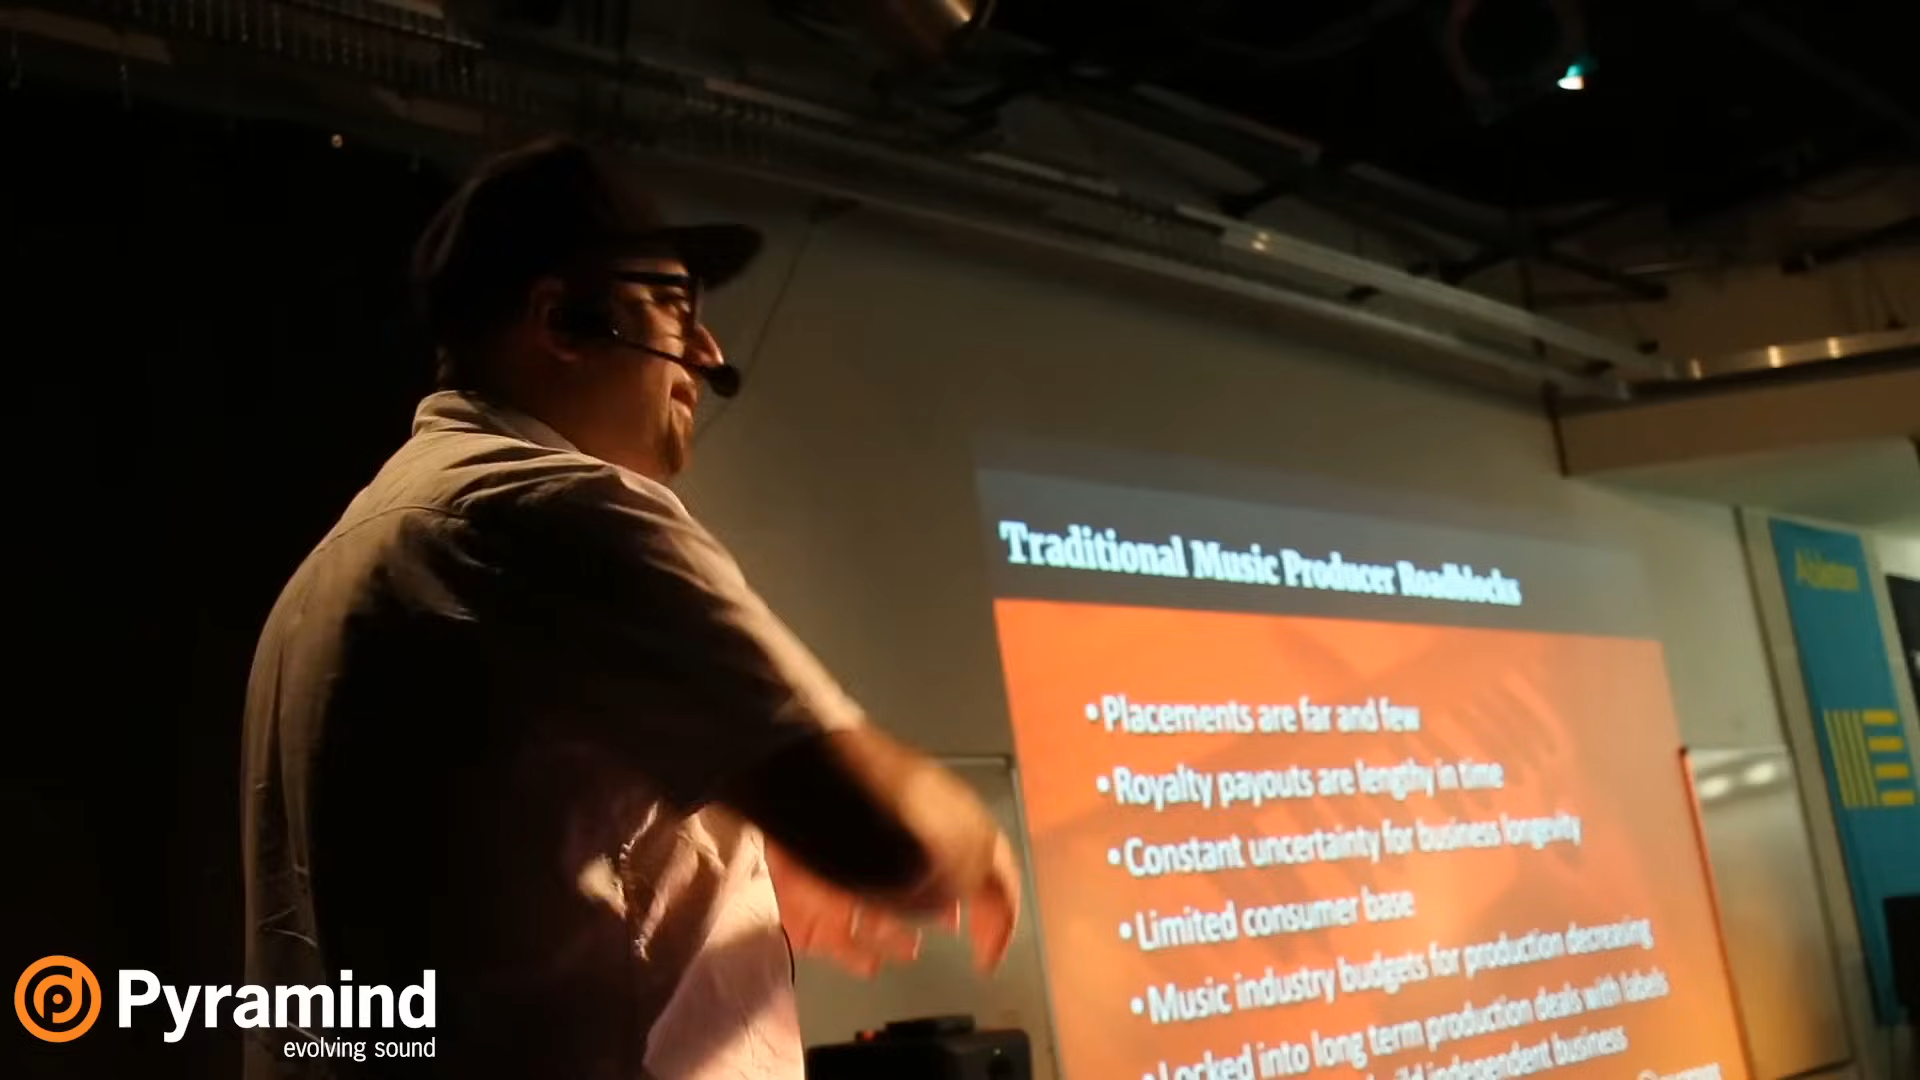 Traditional Music Producer Roadblocks
• Placements are far and few
• Royalty payouts are lengthy in time
• Constant uncertainty for business longevity
• Limited consumer base
• Music industry budgets for production decreasing
• Locked into long term production deals with labels
build independent business
Ableton
Pyramind
evolving sound